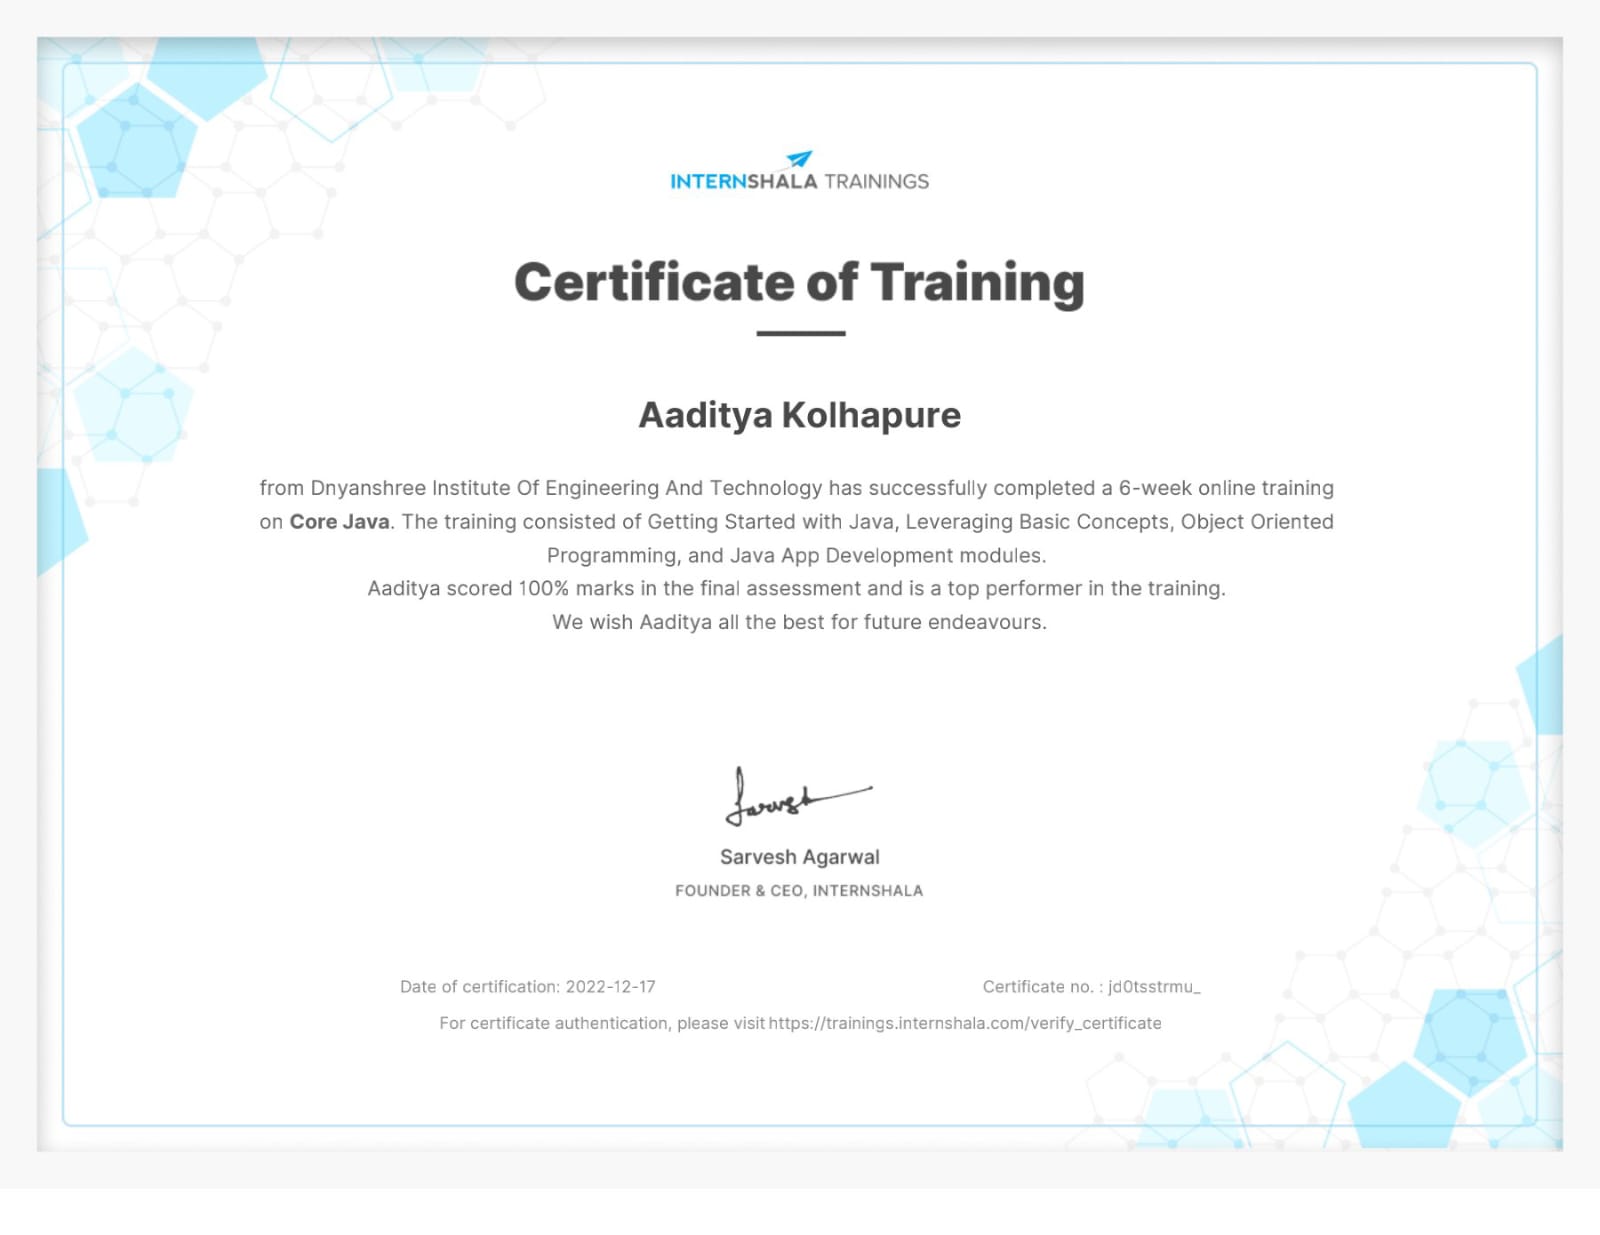 INTERNSHALA TRAININGS
Certificate of Training
Aaditya Kolhapure
from Dnyanshree Institute Of Engineering And Technology has successfully completed a 6-week online training
on Core Java. The training consisted of Getting Started with Java, Leveraging Basic Concepts, Object Oriented
Programming, and Java App Development modules.
Aaditya scored 100% marks in the final assessment and is a top performer in the training.
We wish Aaditya all the best for future endeavours.
Sarvesh
Sarvesh Agarwal
FOUNDER & CEO, INTERNSHALA
Date of certification: 2022-12-17
Certificate no. : jd0tsstrmu_
For certificate authentication, please visit https://trainings.internshala.com/verify_certificate